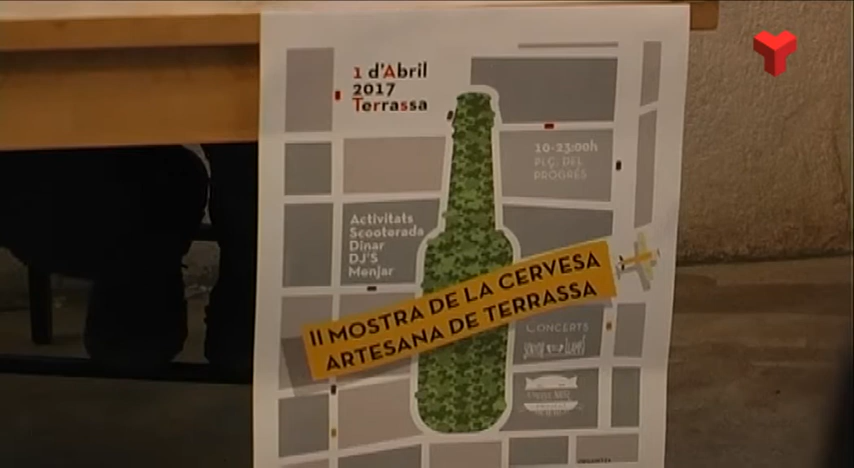 1 d'Abril
2017
Terrassa
10-23:00h
PLÇ. DEL
PROGRÉS
Activitats
Scooterada
Dinar
DJ'S
Menjar
II MOSTRA DE LA CERVESA
ARTESANA DE TERRASSA
CONCERTS